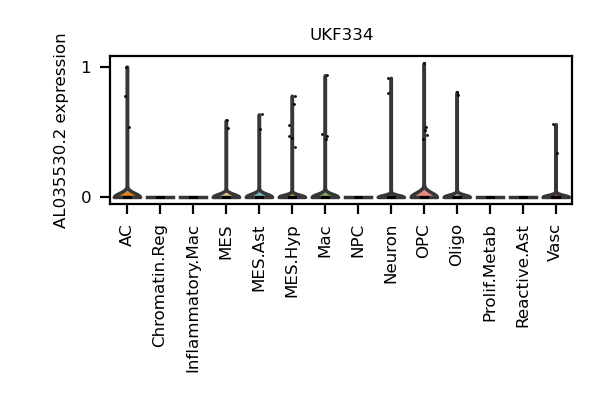 UKF334
AL035530.2 expression
1
0
AC
Chromatin.Reg
Inflammatory.Mac
MES
MES.Ast
MES.Hyp
Mac
NPC
Neuron
OPC
Oligo
Prolif.Metab
Reactive.Ast
Vasc